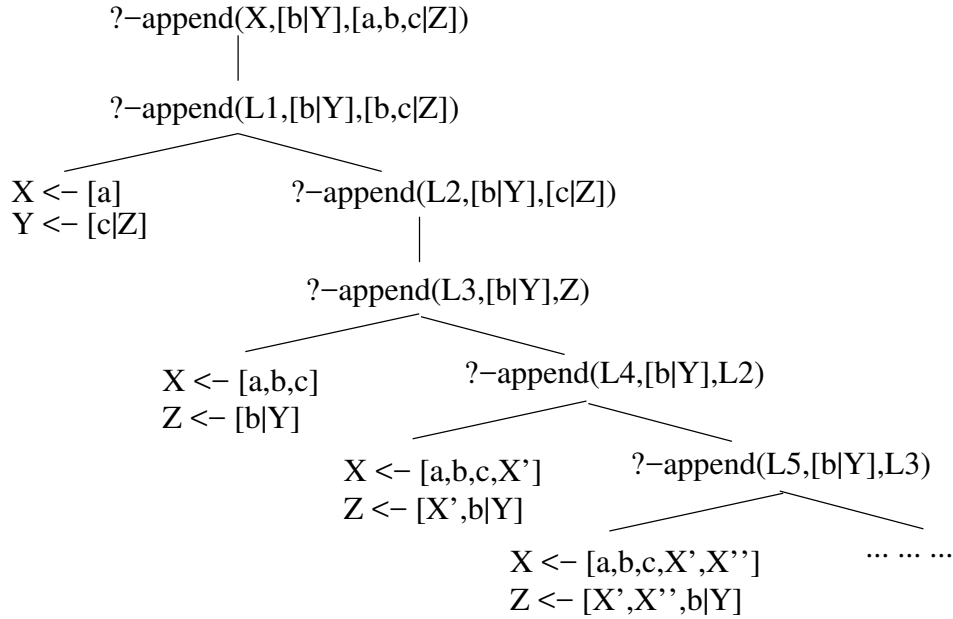 ?−append(X,[b|Y],[a,b,c|Z])
?−append(L1,[b|Y],[b,c|Z])
X <− [a]
Y <− [c|Z]
?−append(L2,[b|Y],[c|Z])
?−append(L3,[b|Y],Z)
X <− [a,b,c]
Z <− [b|Y]
?−append(L4,[b|Y],L2)
X <− [a,b,c,X’]
Z <− [X’,b|Y]
?−append(L5,[b|Y],L3)
X <− [a,b,c,X’,X’’]
Z <− [X’,X’’,b|Y]
... ... ...